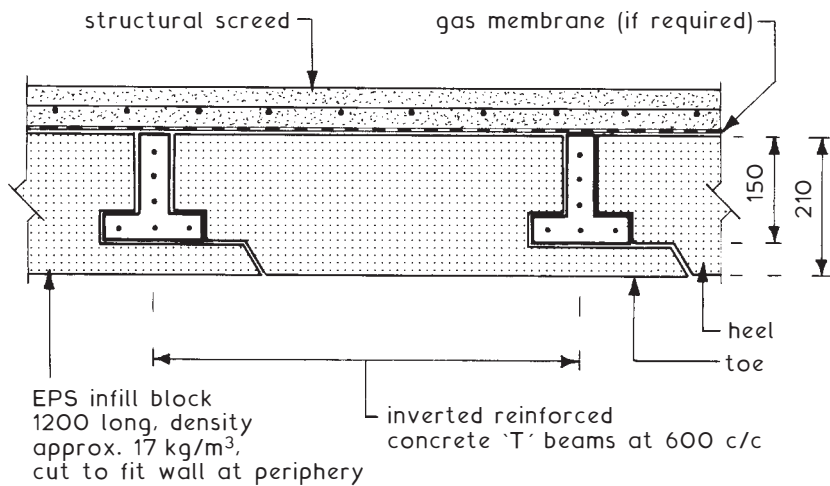 structural screed
gas membrane (if required)
150
210
heel
toe
EPS infill block
1200 long, density
approx. 17 kg/m³,
cut to fit wall at periphery
inverted reinforced
concrete `T´ beams at 600 c/c